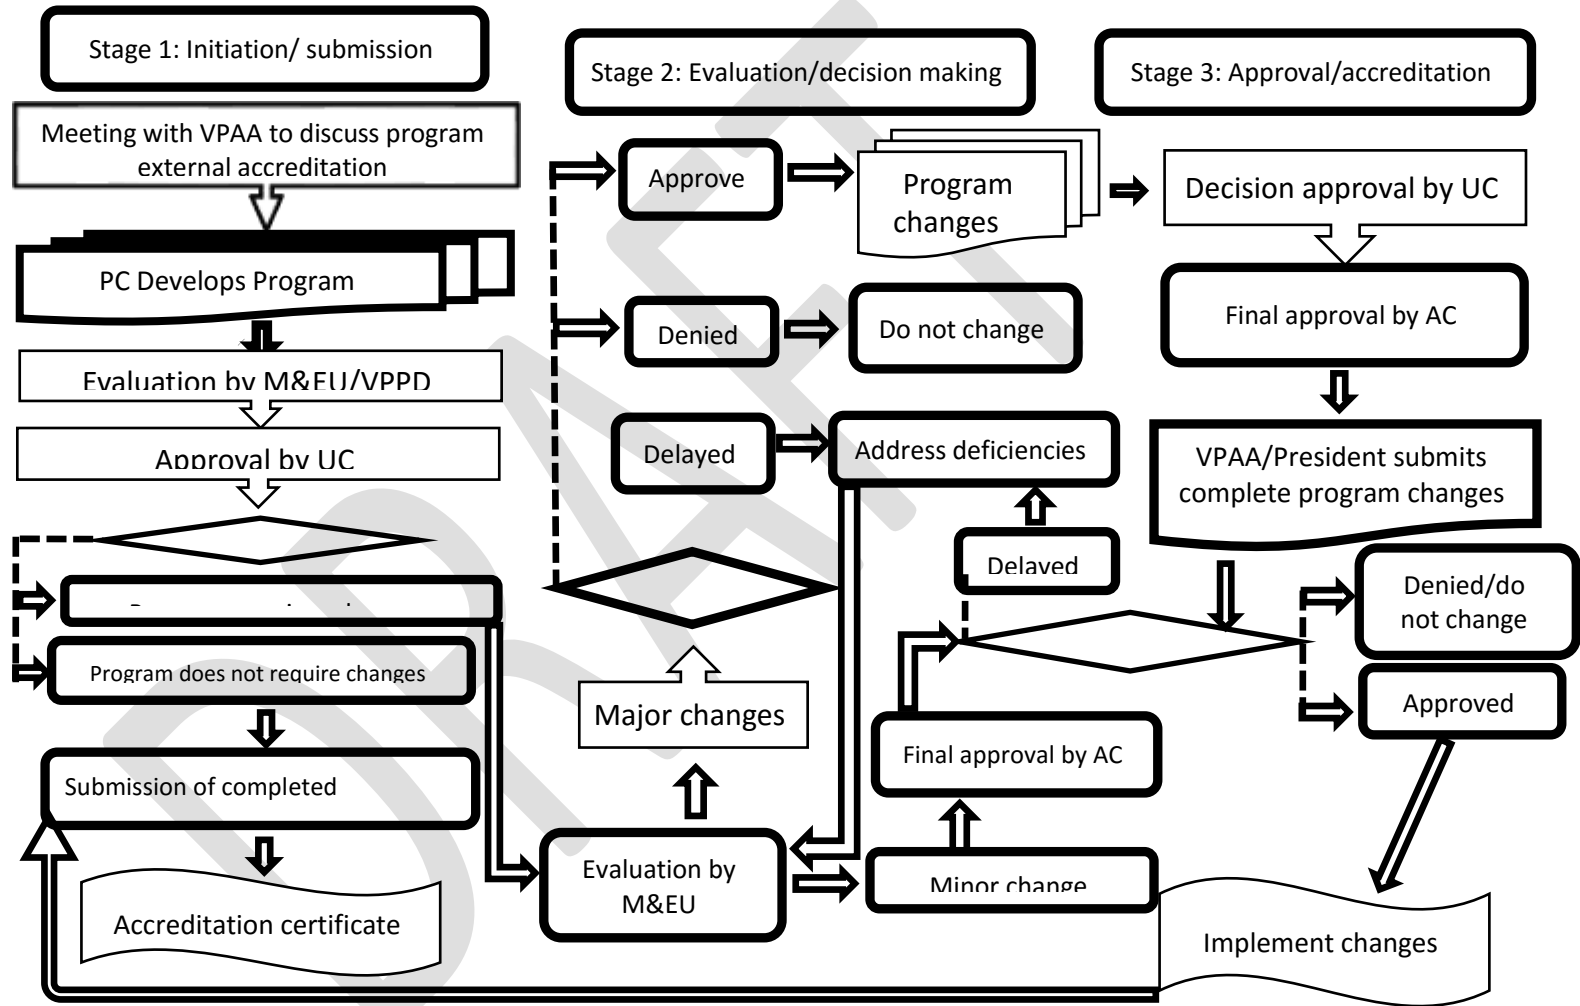 Stage 1: Initiation/ submission
Meeting with VPAA to discuss program
external accreditation
PC Develops Program
Evaluation by M&EU/VPPD
Approval by UC
Program does not require changes
Submission of completed
Accreditation certificate
Stage 2: Evaluation/decision making
Approve
Program
changes
Denied
Do not change
Delayed
Address deficiencies
Delayed
Major changes
Final approval by AC
Evaluation by
M&EU
Minor change
Stage 3: Approval/accreditation
Decision approval by UC
Final approval by AC
VPAA/President submits
complete program changes
Denied/do
not change
Approved
Implement changes
DRAFT